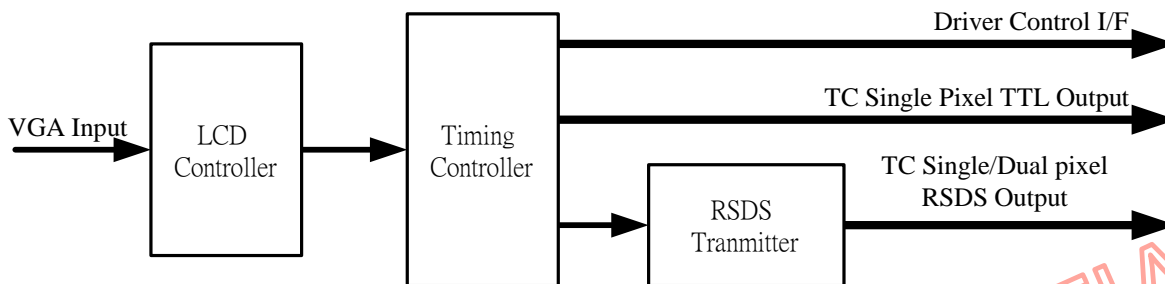 Driver Control I/F
TC Single Pixel TTL Output
VGA Input
LCD
Controller
Timing
Controller
TC Single/Dual pixel
RSDS Output
RSDS
Tranmitter